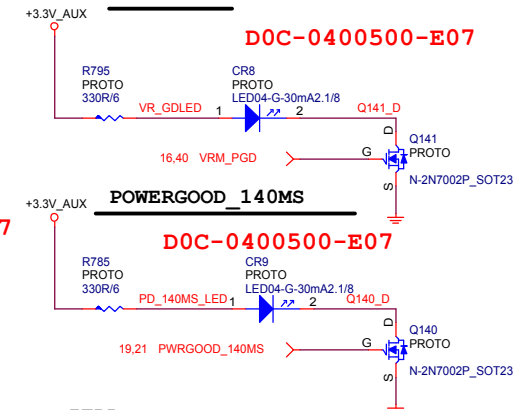 +3.3V_AUX
D0C-0400500-E07
R795
PROTO
330R/6
CR8
PROTO
LED04-G-30mA2.1/8
VR_GDLED
1
2
Q141_D
D
Q141
PROTO
G
16,40 VRM_PGD
N-2N7002P_SOT23
S
+3.3V_AUX
POWERGOOD_140MS
7
D0C-0400500-E07
R785
PROTO
330R/6
CR9
PROTO
LED04-G-30mA2.1/8
PD_140MS_LED
1
2
Q140_D
D
Q140
PROTO
G
19,21 PWRGOOD_140MS
N-2N7002P_SOT23
S